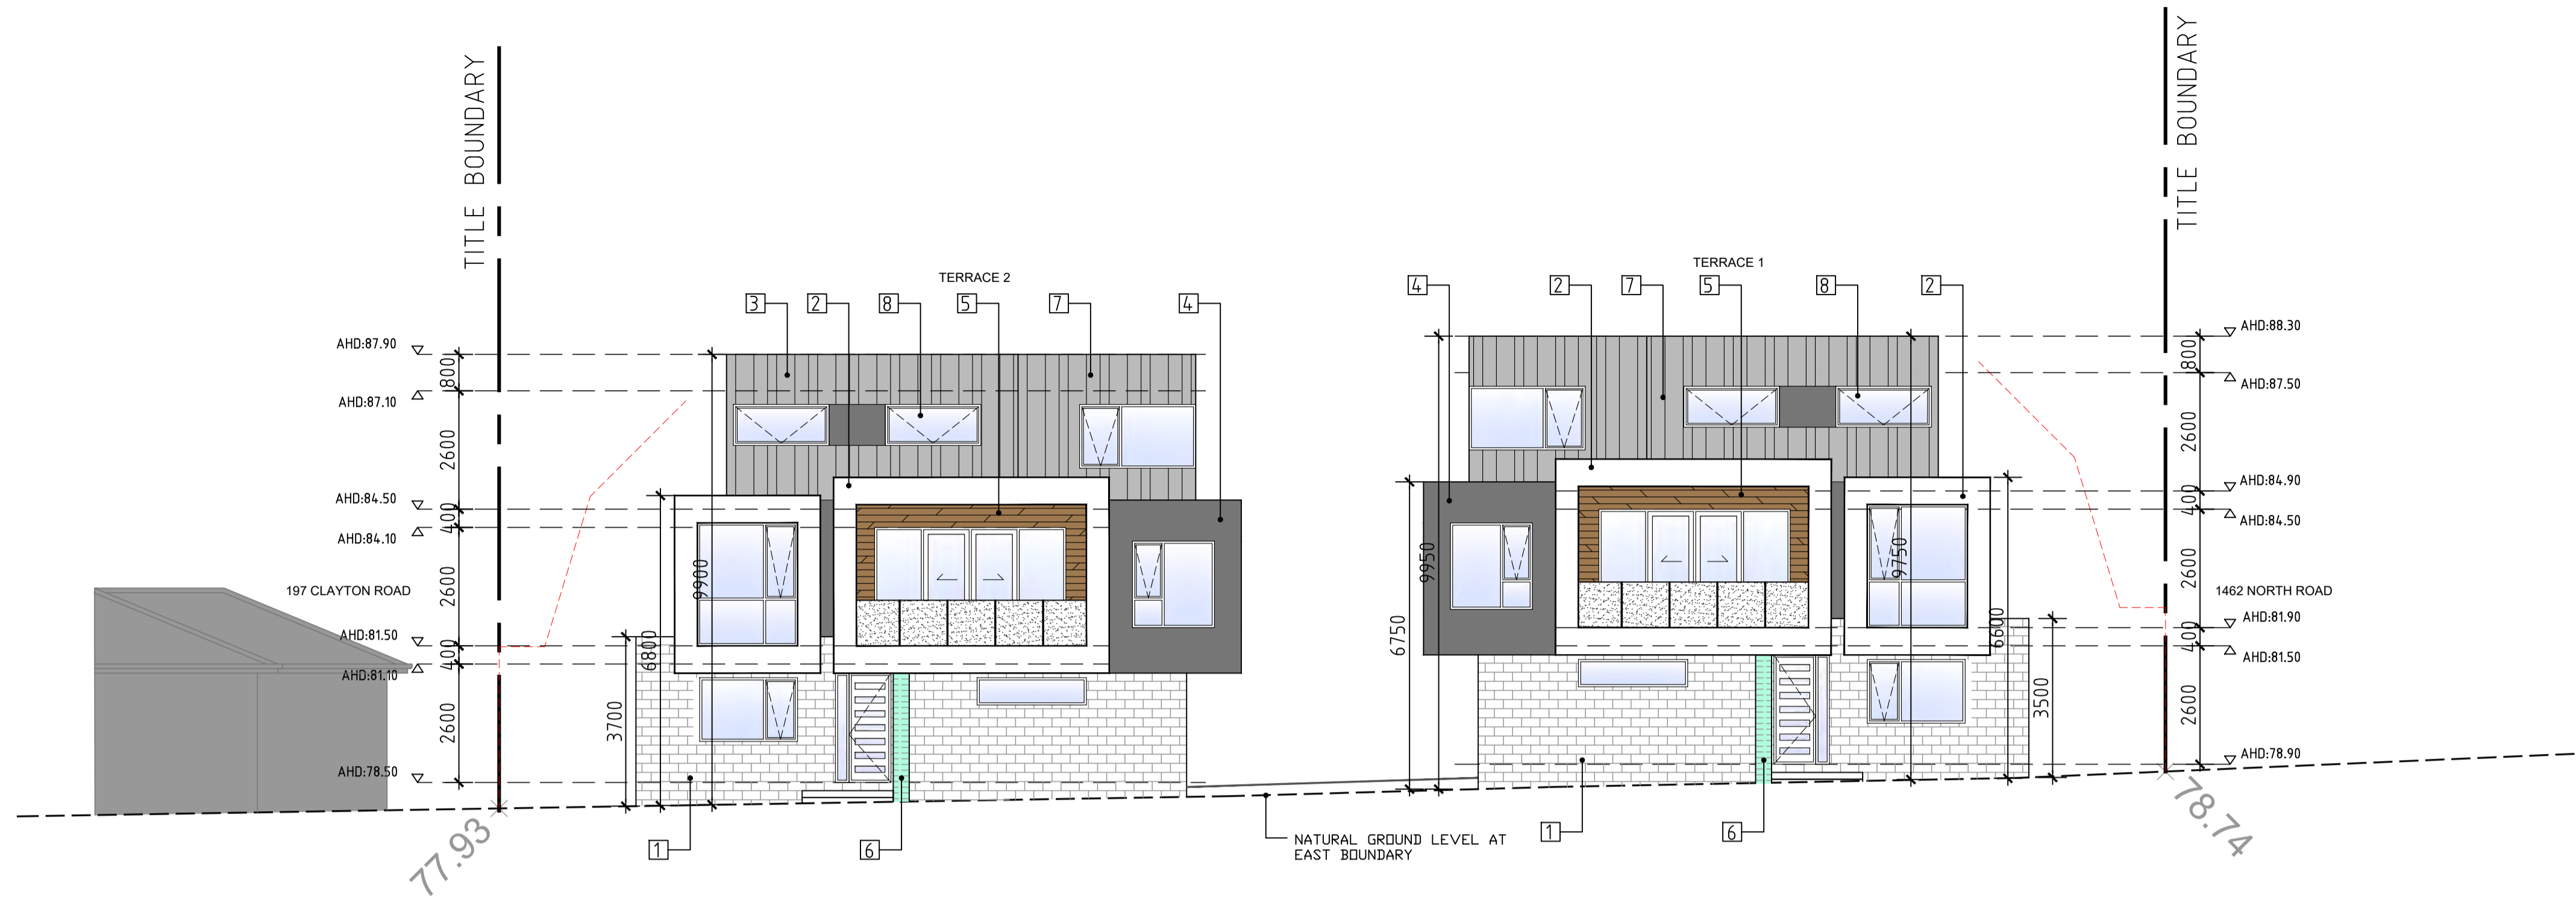 TITLE BOUNDARY
TITLE BOUNDARY
TERRACE 2
TERRACE 1
3
2
8
5
7
4
4
2
7
5
8
2
AHD:87.90
AHD:87.10
AHD:84.50
AHD:84.10
197 CLAYTON ROAD
AHD:81.50
AHD:81.10
AHD:78.50
800
2600
400
2600
400
2600
3700
6800
9900
6750
9950
9750
6600
3500
AHD:88.30
AHD:87.50
AHD:84.90
AHD:84.50
1462 NORTH ROAD
AHD:81.90
AHD:81.50
AHD:78.90
800
2600
400
2600
400
2600
1
6
NATURAL GROUND LEVEL AT
EAST BOUNDARY
1
6
77.93
78.74